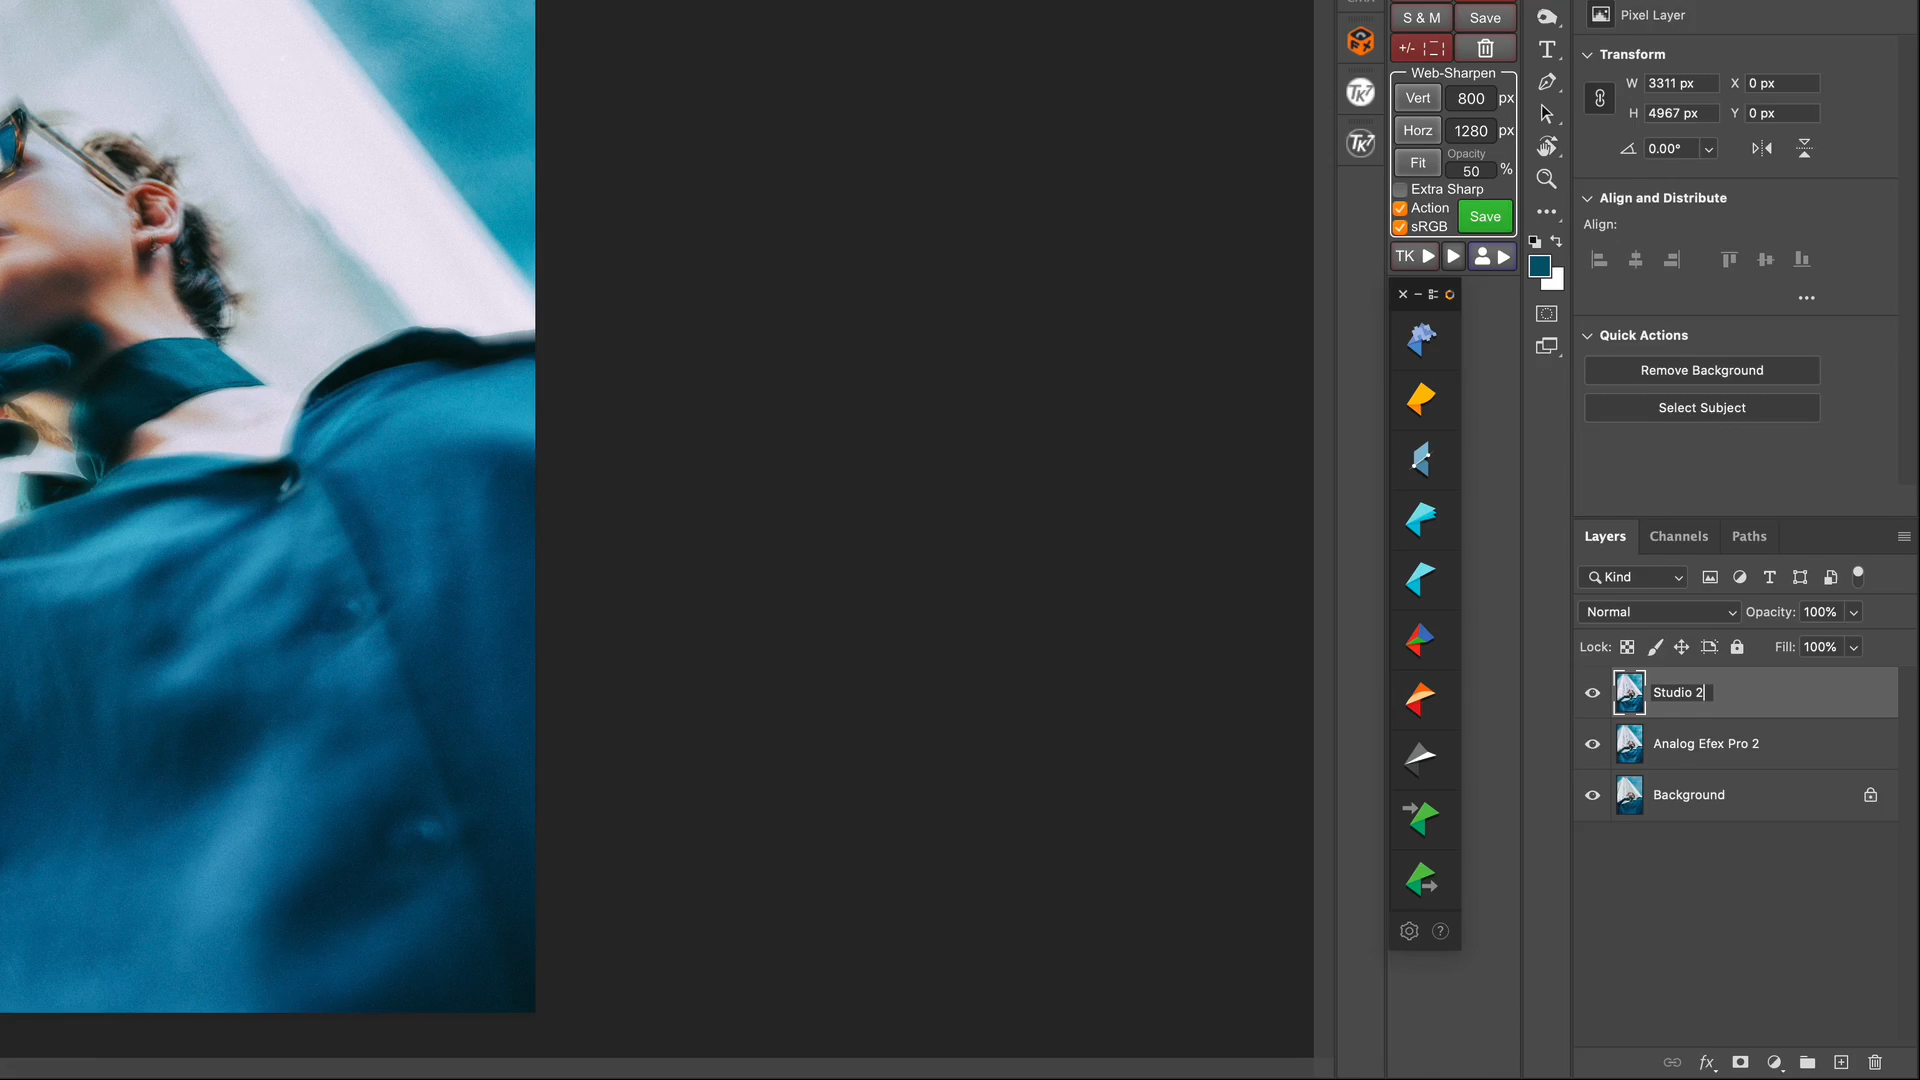 S & M Save
+/-
Web-Sharpen
Vert 800 px
Horz 1280 px
Fit Opacity 50 %
Extra Sharp
Action
sRGB
Save
TK
TK7
TK7
Pixel Layer
Transform
W 3311 px X 0 px
H 4967 px Y 0 px
0.00°
Align and Distribute
Align:
Quick Actions
Remove Background
Select Subject
Layers Channels Paths
Kind
Normal Opacity: 100%
Lock: Fill: 100%
Studio 2
Analog Efex Pro 2
Background
fx